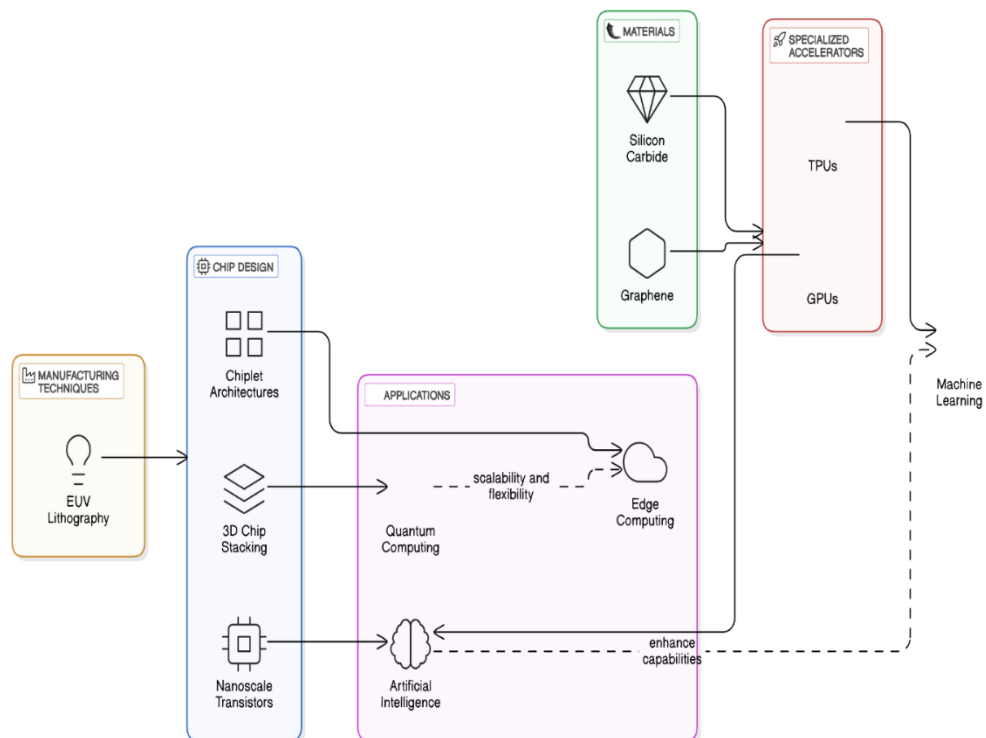 MATERIALS
Silicon
Carbide
Graphene
SPECIALIZED
ACCELERATORS
TPUs
GPUs
Machine
Learning
CHIP DESIGN
Chiplet
Architectures
3D Chip
Stacking
Nanoscale
Transistors
MANUFACTURING
TECHNIQUES
EUV
Lithography
APPLICATIONS
scalability and
flexibility
Quantum
Computing
Edge
Computing
Artificial
Intelligence
enhance
capabilities